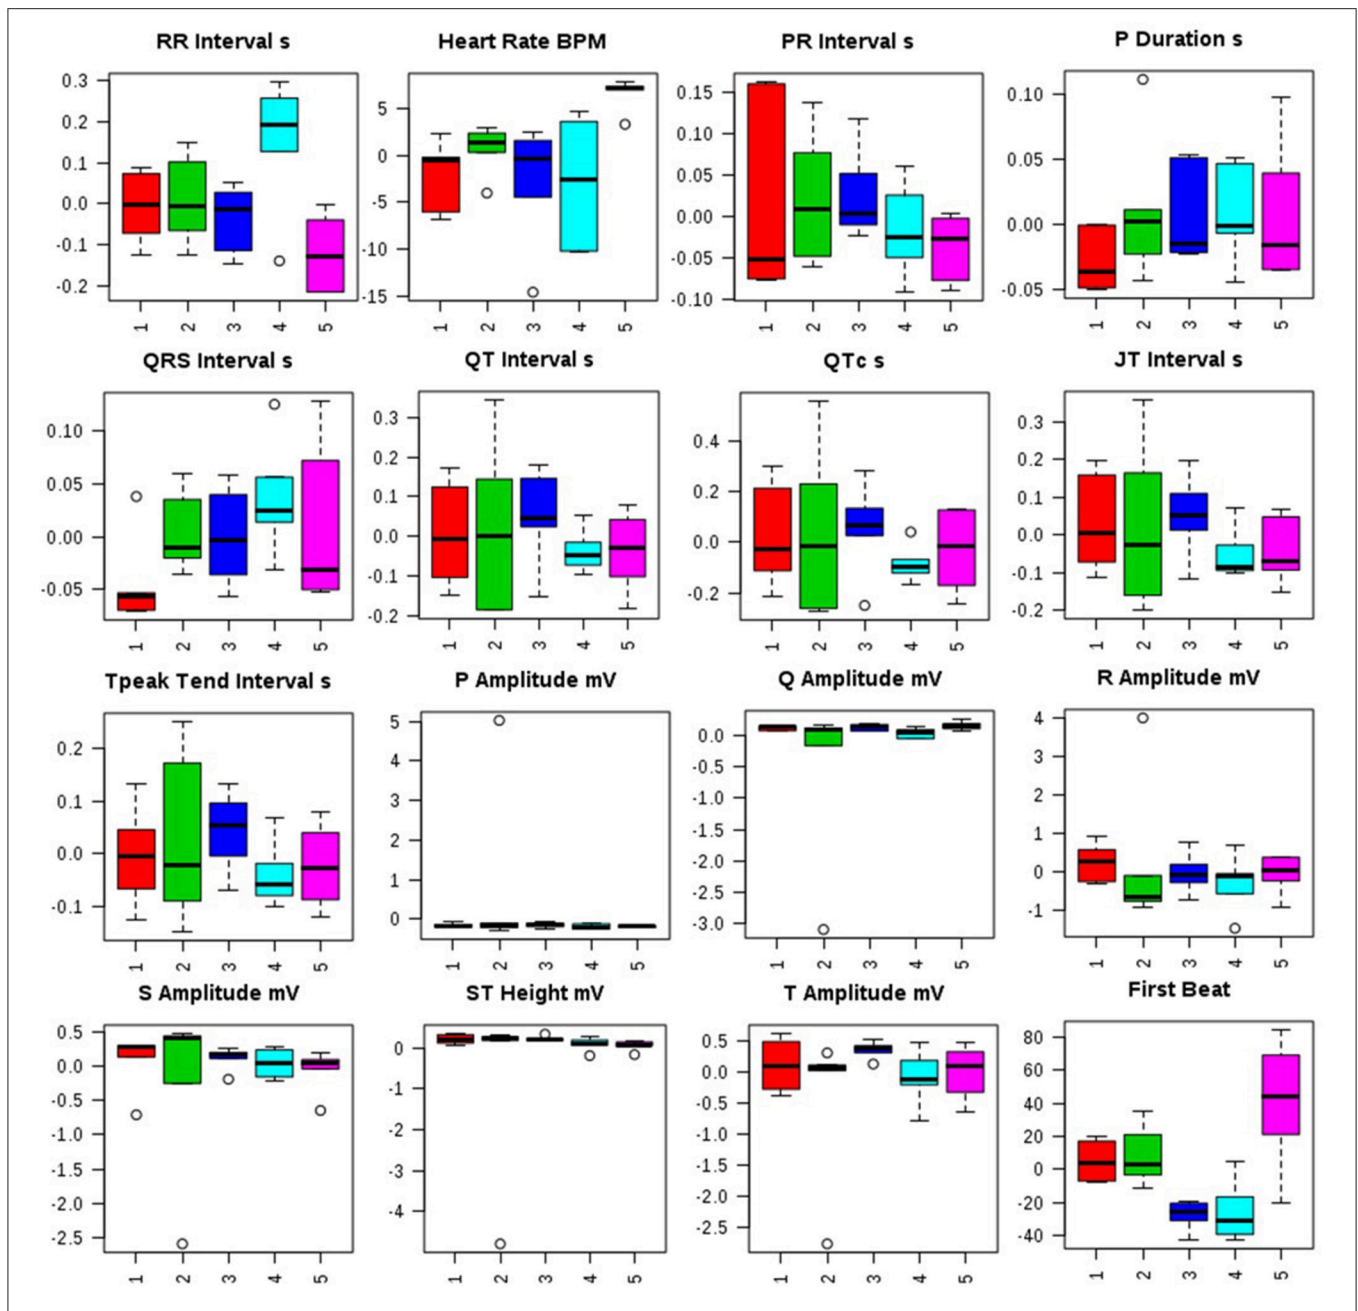 RR Interval s
Heart Rate BPM
PR Interval s
P Duration s
0.3
0.2
0.1
0.0
-0.1
-0.2
1 2 3 4 5
5
0
-5
-10
-15
1 2 3 4 5
0.15
0.10
0.05
0.00
-0.05
-0.10
1 2 3 4 5
0.10
0.05
0.00
-0.05
1 2 3 4 5
QRS Interval s
QT Interval s
QTc s
JT Interval s
0.10
0.05
0.00
-0.05
1 2 3 4 5
0.3
0.2
0.1
0.0
-0.1
-0.2
1 2 3 4 5
0.4
0.2
0.0
-0.2
1 2 3 4 5
0.3
0.2
0.1
0.0
-0.1
-0.2
1 2 3 4 5
Tpeak Tend Interval s
P Amplitude mV
Q Amplitude mV
R Amplitude mV
0.2
0.1
0.0
-0.1
1 2 3 4 5
5
4
3
2
1
0
1 2 3 4 5
0.0
-0.5
-1.0
-1.5
-2.0
-2.5
-3.0
1 2 3 4 5
4
3
2
1
0
-1
1 2 3 4 5
S Amplitude mV
ST Height mV
T Amplitude mV
First Beat
0.5
0.0
-0.5
-1.0
-1.5
-2.0
-2.5
1 2 3 4 5
0
-1
-2
-3
-4
1 2 3 4 5
0.5
0.0
-0.5
-1.0
-1.5
-2.0
-2.5
1 2 3 4 5
80
60
40
20
0
-20
-40
1 2 3 4 5